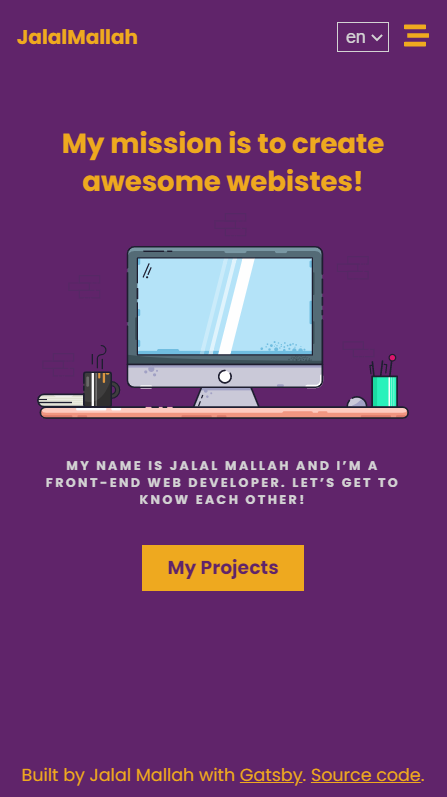 JalalMallah
en
My mission is to create
awesome webistes!
MY NAME IS JALAL MALLAH AND I'M A
FRONT-END WEB DEVELOPER. LET'S GET TO
KNOW EACH OTHER!
My Projects
Built by Jalal Mallah with Gatsby. Source code.